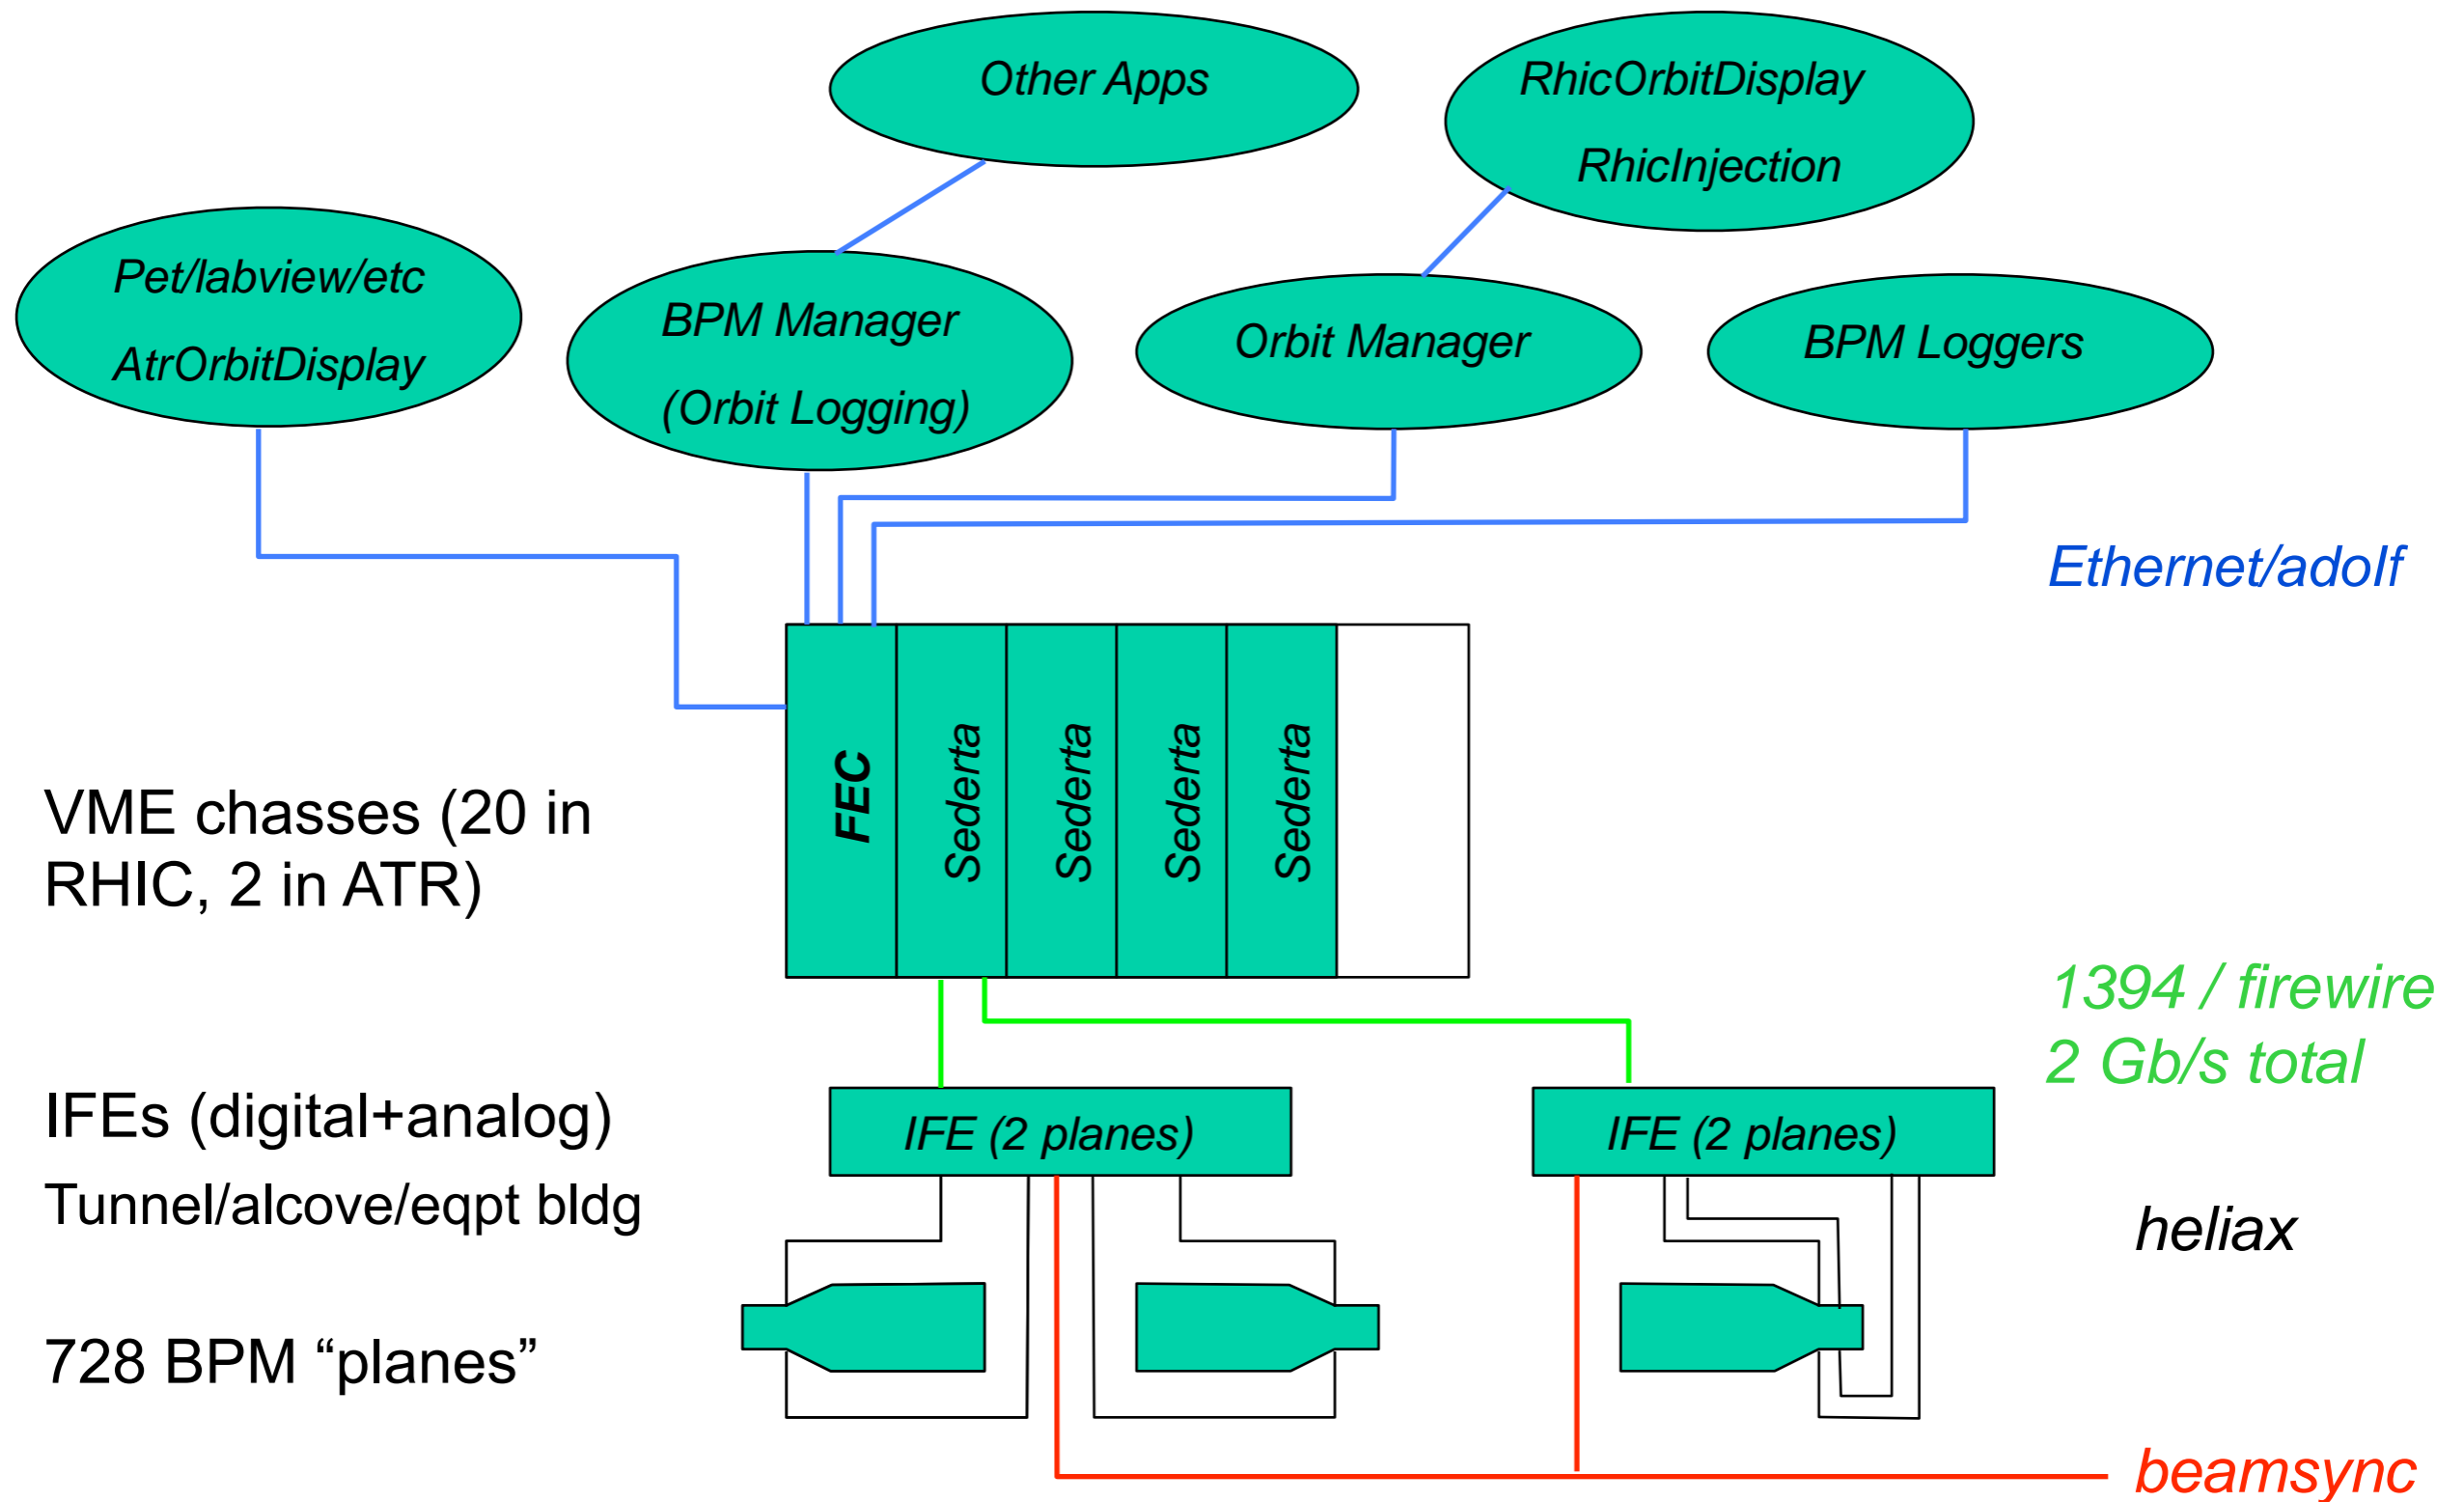 Other Apps
RhicOrbitDisplay
RhicInjection
Pet/labview/etc
AtrOrbitDisplay
BPM Manager
(Orbit Logging)
Orbit Manager
BPM Loggers
Ethernet/adolf
VME chasses (20 in
RHIC, 2 in ATR)
FEC
Sederta
Sederta
Sederta
Sederta
1394 / firewire
2 Gb/s total
IFEs (digital+analog)
Tunnel/alcove/eqpt bldg
IFE (2 planes)
IFE (2 planes)
heliax
728 BPM “planes”
beamsync